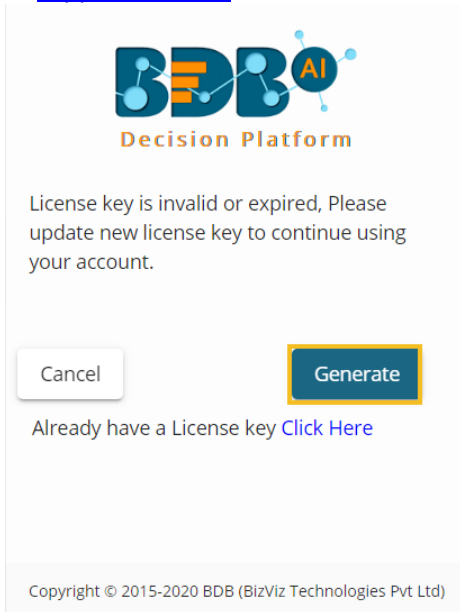 BDB AI
Decision Platform
License key is invalid or expired, Please
update new license key to continue using
your account.
Cancel Generate
Already have a License key Click Here
Copyright © 2015-2020 BDB (BizViz Technologies Pvt Ltd)